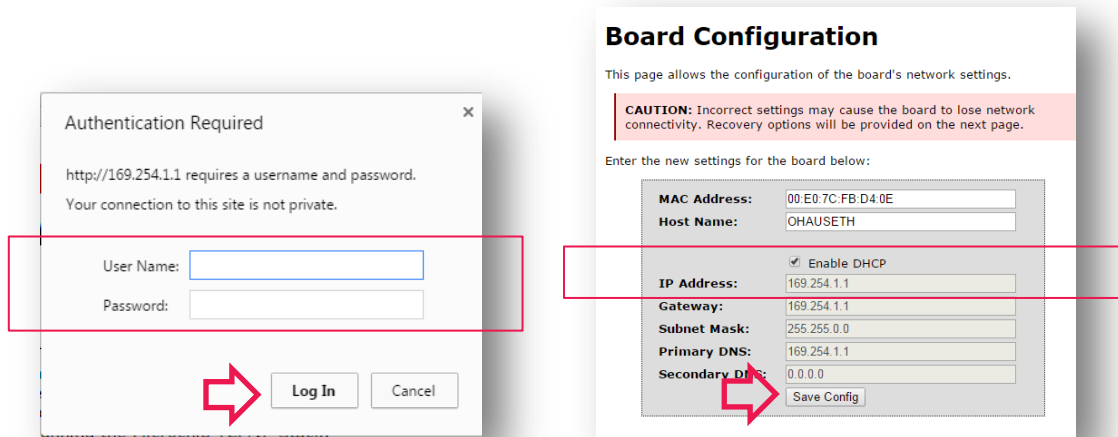 Authentication Required
×
http://169.254.1.1 requires a username and password.
Your connection to this site is not private.
User Name:
Password:
Log In
Cancel
Board Configuration
This page allows the configuration of the board's network settings.
CAUTION: Incorrect settings may cause the board to lose network
connectivity. Recovery options will be provided on the next page.
Enter the new settings for the board below:
MAC Address: 00:E0:7C:FB:D4:0E
Host Name: OHAUSETH
Enable DHCP
IP Address: 169.254.1.1
Gateway: 169.254.1.1
Subnet Mask: 255.255.0.0
Primary DNS: 169.254.1.1
Secondary DNS: 0.0.0.0
Save Config